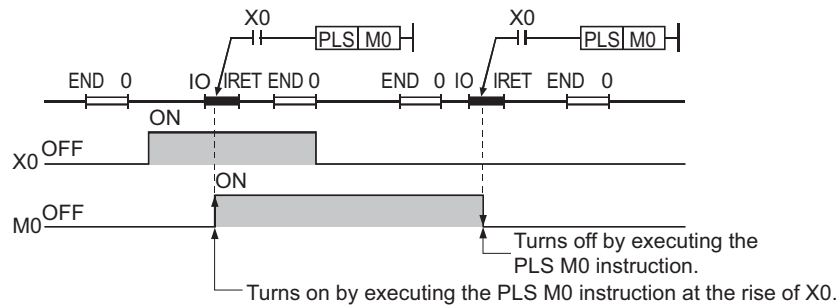 X0 X0
PLS M0 PLS M0
END 0 IO IRET END 0 END 0 IO IRET END 0
ON
X0 OFF
ON
M0 OFF
Turns off by executing the
PLS M0 instruction.
Turns on by executing the PLS M0 instruction at the rise of X0.